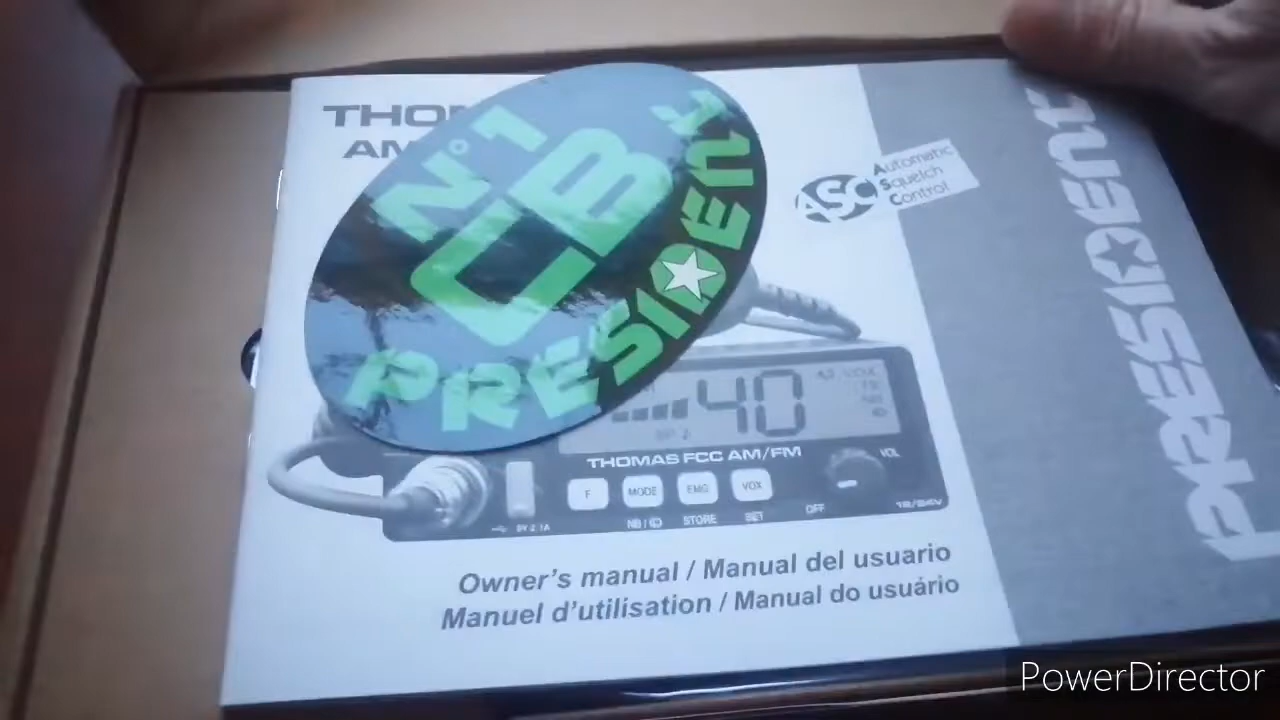 THO
AM
N°1
CB
PRESIDENT
ASC Automatic
Squelch
Control
PRESIDENT
40
THOMAS FCC AM/FM
VOL
F MODE EMG VOX
5V 2.1A NB / STORE SET OFF 12/24V
Owner's manual / Manual del usuario
Manuel d'utilisation / Manual do usuário
PowerDirector